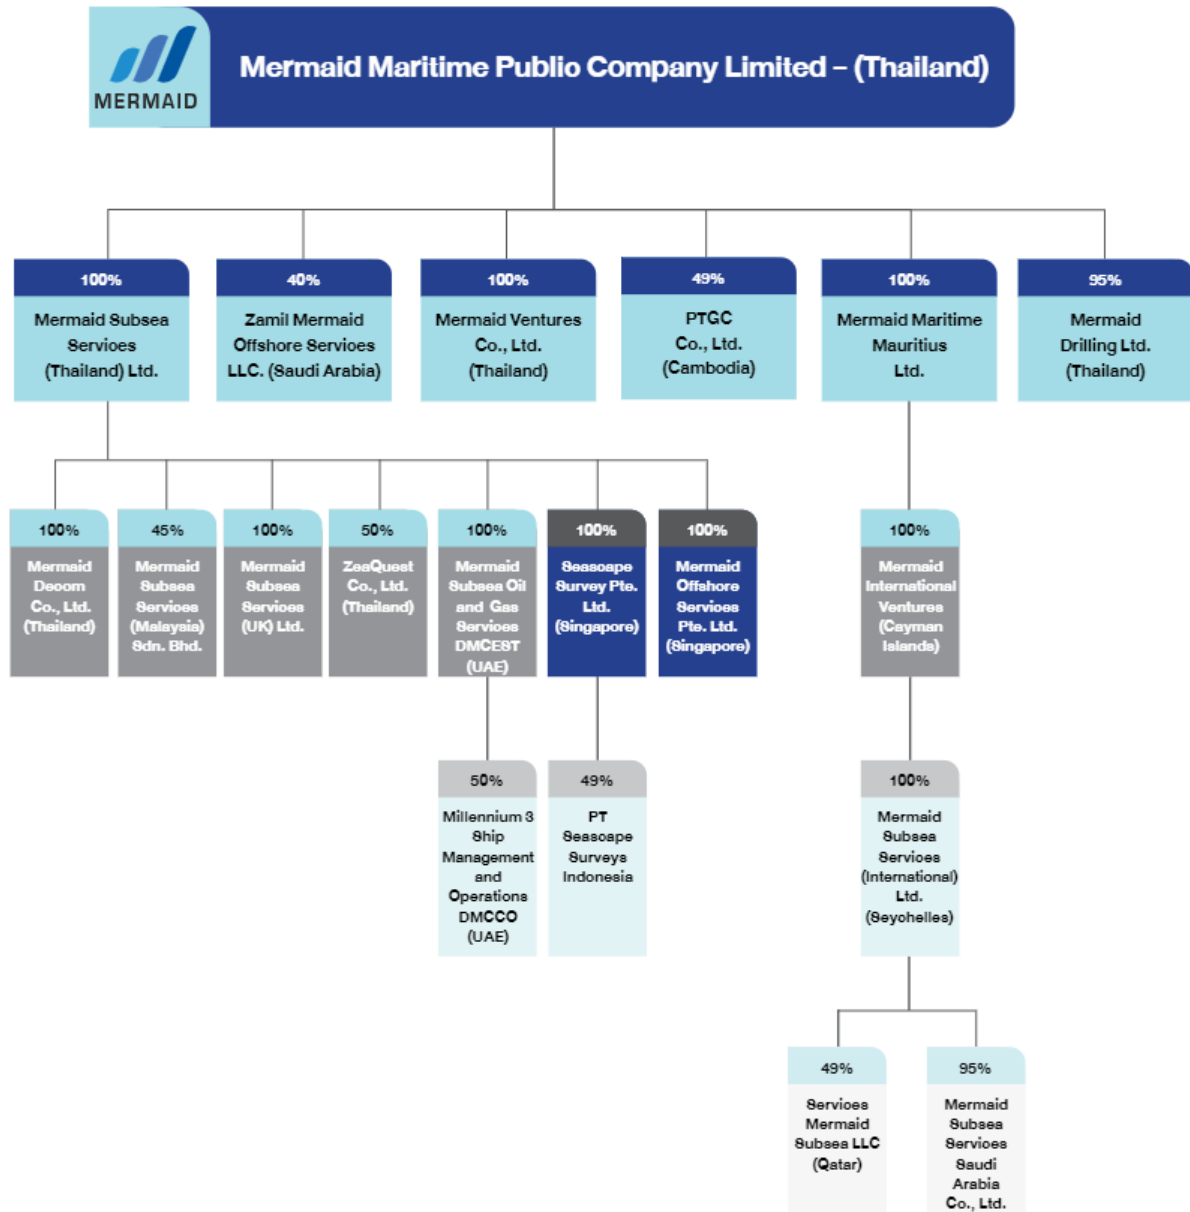 MERMAID
Mermaid Maritime Publio Company Limited – (Thailand)
100%
Mermaid Subsea
Services
(Thailand) Ltd.
40%
Zamil Mermaid
Offshore Services
LLC. (Saudi Arabia)
100%
Mermaid Ventures
Co., Ltd.
(Thailand)
49%
PTGC
Co., Ltd.
(Cambodia)
100%
Mermaid Maritime
Mauritius
Ltd.
95%
Mermaid
Drilling Ltd.
(Thailand)
100%
Mermaid
Deoom
Co., Ltd.
(Thailand)
45%
Mermaid
Subsea
Services
(Malaysia)
Sdn. Bhd.
100%
Mermaid
Subsea
Services
(UK) Ltd.
50%
ZeaQuest
Co., Ltd.
(Thailand)
100%
Mermaid
Subsea Oil
and Gas
Services
DMCEST
(UAE)
100%
Seasoape
Survey Pte.
Ltd.
(Singapore)
100%
Mermaid
Offshore
Services
Pte. Ltd.
(Singapore)
100%
Mermaid
International
Ventures
(Cayman
Islands)
50%
Millennium 3
Ship
Management
and
Operations
DMCCO
(UAE)
49%
PT
Seasoape
Surveys
Indonesia
100%
Mermaid
Subsea
Services
(International)
Ltd.
(Seychelles)
49%
Services
Mermaid
Subsea LLC
(Qatar)
95%
Mermaid
Subsea
Services
Saudi
Arabia
Co., Ltd.